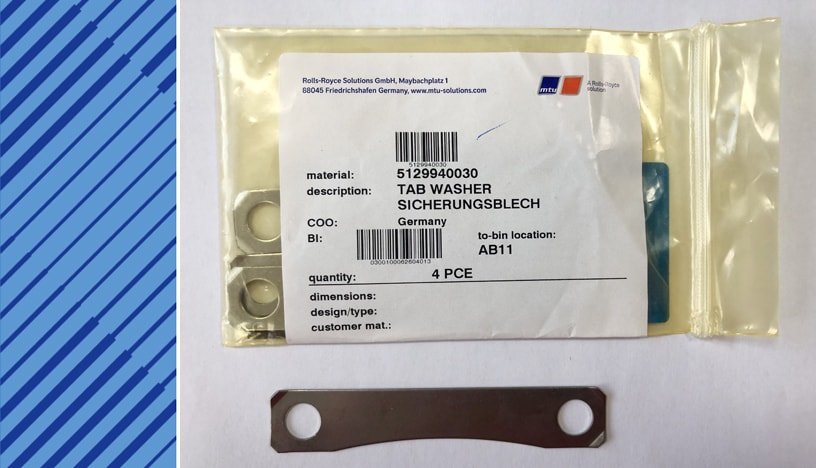 Rolls-Royce Solutions GmbH, Maybachplatz 1
88045 Friedrichshafen Germany, www.mtu-solutions.com
mtu
A Rolls-Royce
solution
5129940030
material: 5129940030
description: TAB WASHER
SICHERUNGSBLECH
COO: Germany
BI:
to-bin location:
AB11
0300100062604013
quantity: 4 PCE
dimensions:
design/type:
customer mat.: